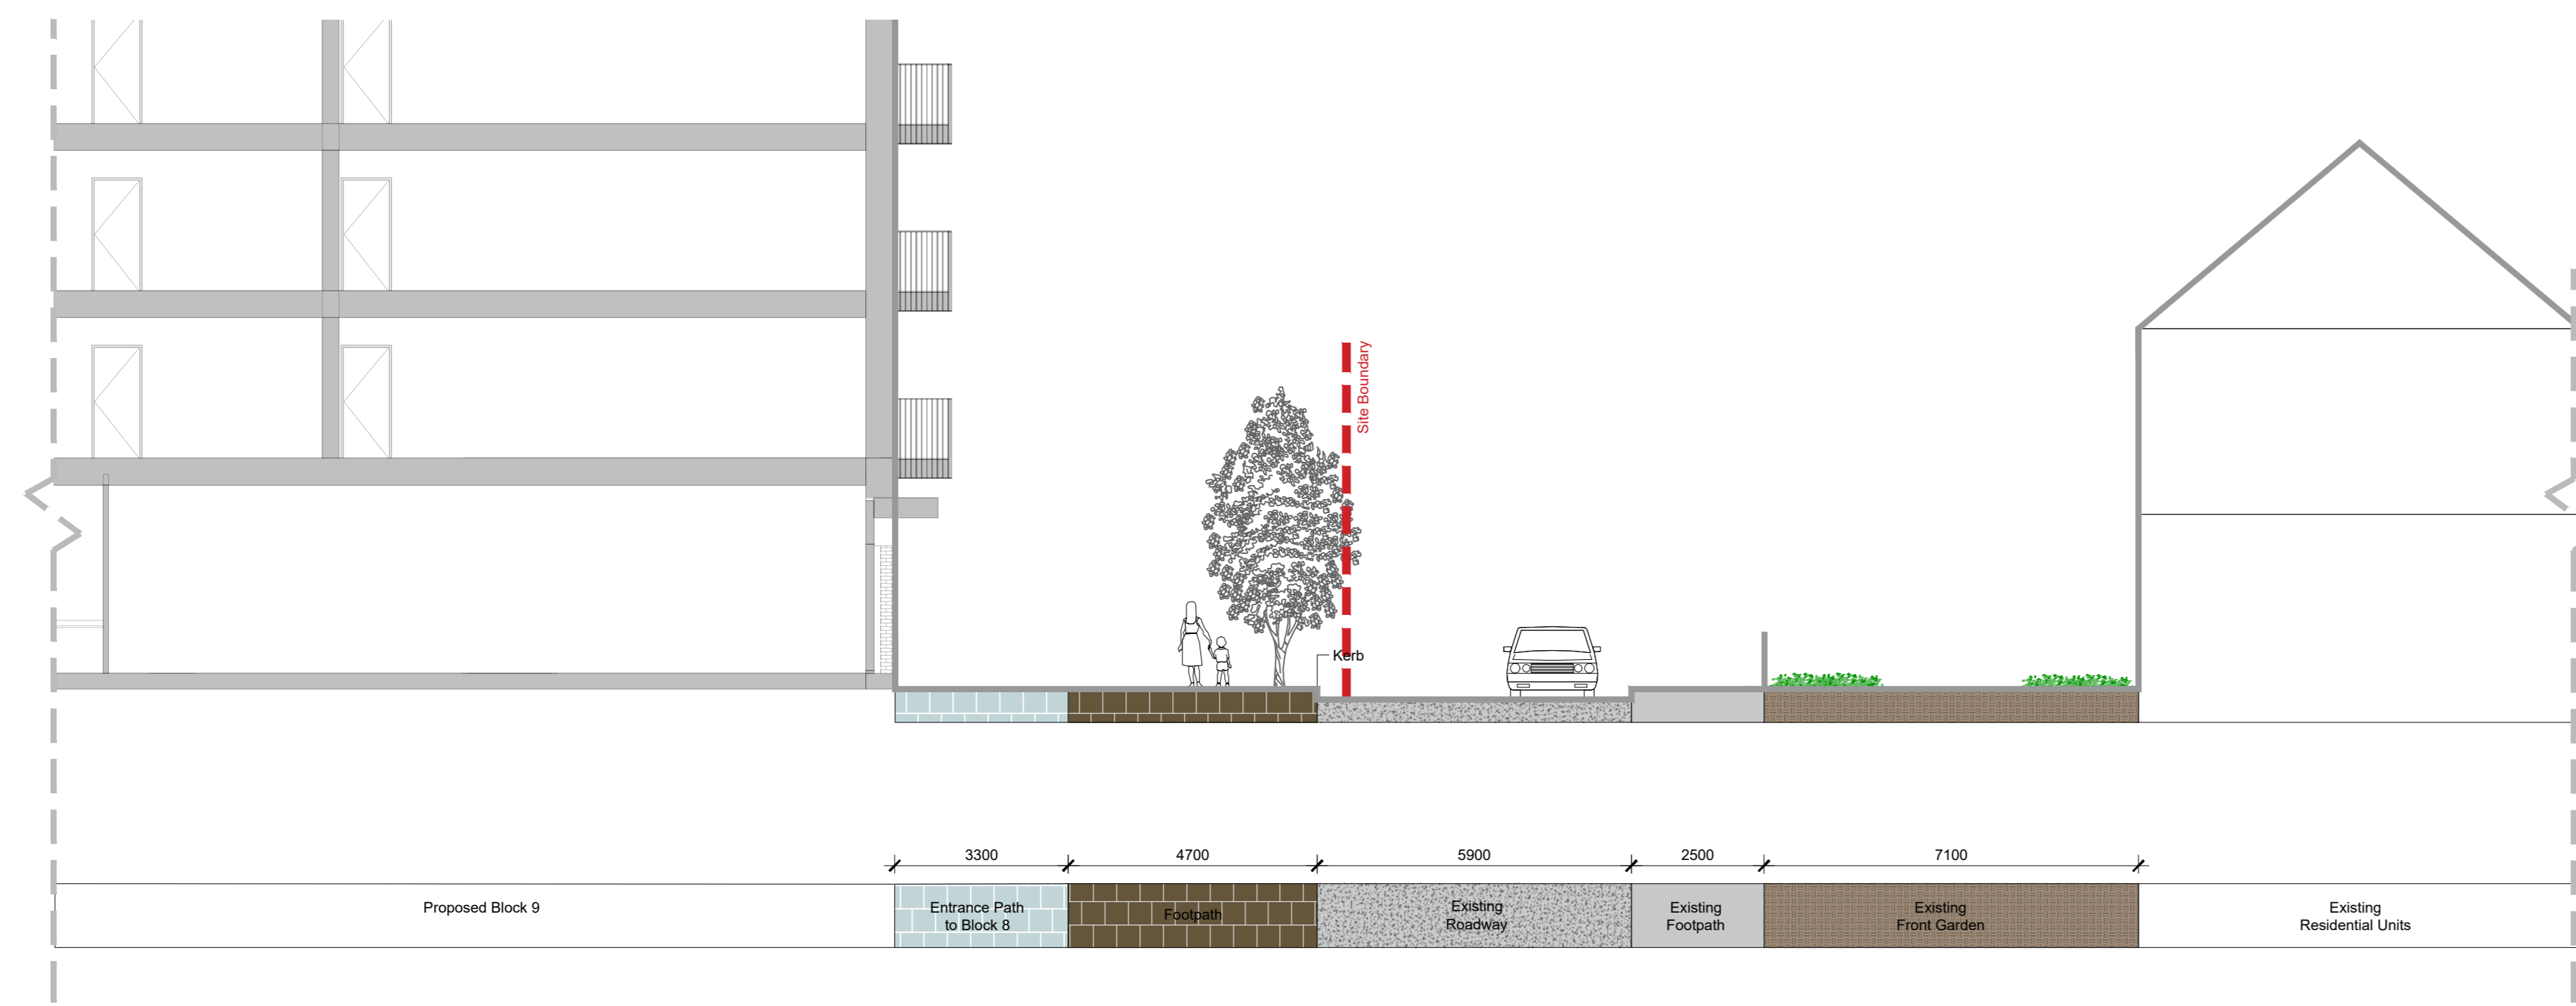 Site Boundary
Kerb
3300
4700
5900
2500
7100
Proposed Block 9
Entrance Path
to Block 8
Footpath
Existing
Roadway
Existing
Footpath
Existing
Front Garden
Existing
Residential Units